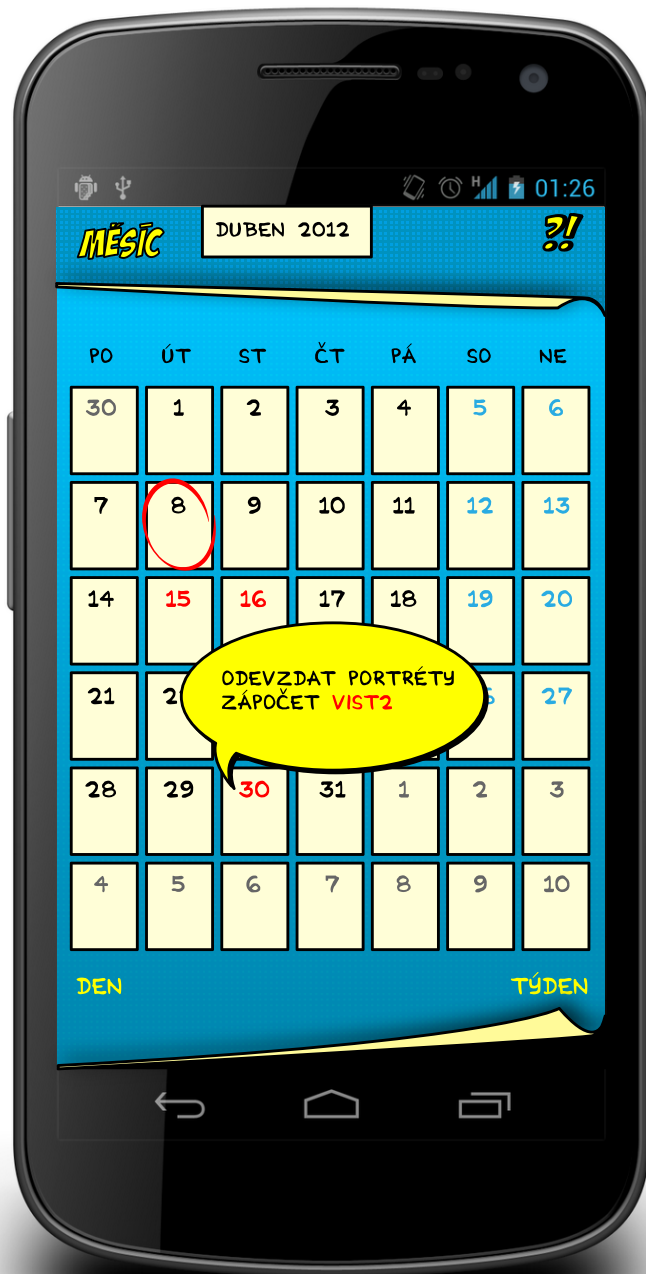 H 01:26
MĚSÍC DUBEN 2012 ?!
PO ÚT ST ČT PÁ SO NE
30 1 2 3 4 5 6
7 8 9 10 11 12 13
14 15 16 17 18 19 20
ODEVZDAT PORTRÉTY
ZÁPOČET VIST2
21 27
28 29 30 31 1 2 3
4 5 6 7 8 9 10
DEN TÝDEN